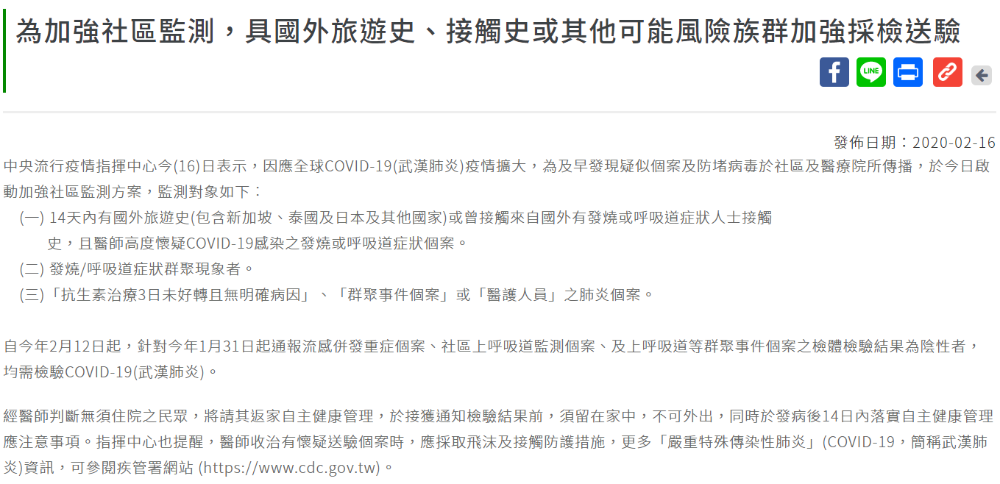 為加強社區監測，具國外旅遊史、接觸史或其他可能風險族群加強採檢送驗
LINE
發佈日期：2020-02-16
中央流行疫情指揮中心今(16)日表示，因應全球COVID-19(武漢肺炎)疫情擴大，為及早發現疑似個案及防堵病毒於社區及醫療院所傳播，於今日啟
動加強社區監測方案，監測對象如下：
(一) 14天內有國外旅遊史(包含新加坡、泰國及日本及其他國家)或曾接觸來自國外有發燒或呼吸道症狀人士接觸
史，且醫師高度懷疑COVID-19感染之發燒或呼吸道症狀個案。
(二) 發燒/呼吸道症狀群聚現象者。
(三)「抗生素治療3日未好轉且無明確病因」、「群聚事件個案」或「醫護人員」之肺炎個案。
自今年2月12日起，針對今年1月31日起通報流感併發重症個案、社區上呼吸道監測個案、及上呼吸道等群聚事件個案之檢體檢驗結果為陰性者，
均需檢驗COVID-19(武漢肺炎)。
經醫師判斷無須住院之民眾，將請其返家自主健康管理，於接獲通知檢驗結果前，須留在家中，不可外出，同時於發病後14日內落實自主健康管理
應注意事項。指揮中心也提醒，醫師收治有懷疑送驗個案時，應採取飛沫及接觸防護措施，更多「嚴重特殊傳染性肺炎」(COVID-19，簡稱武漢肺
炎)資訊，可參閱疾管署網站 (https://www.cdc.gov.tw)。